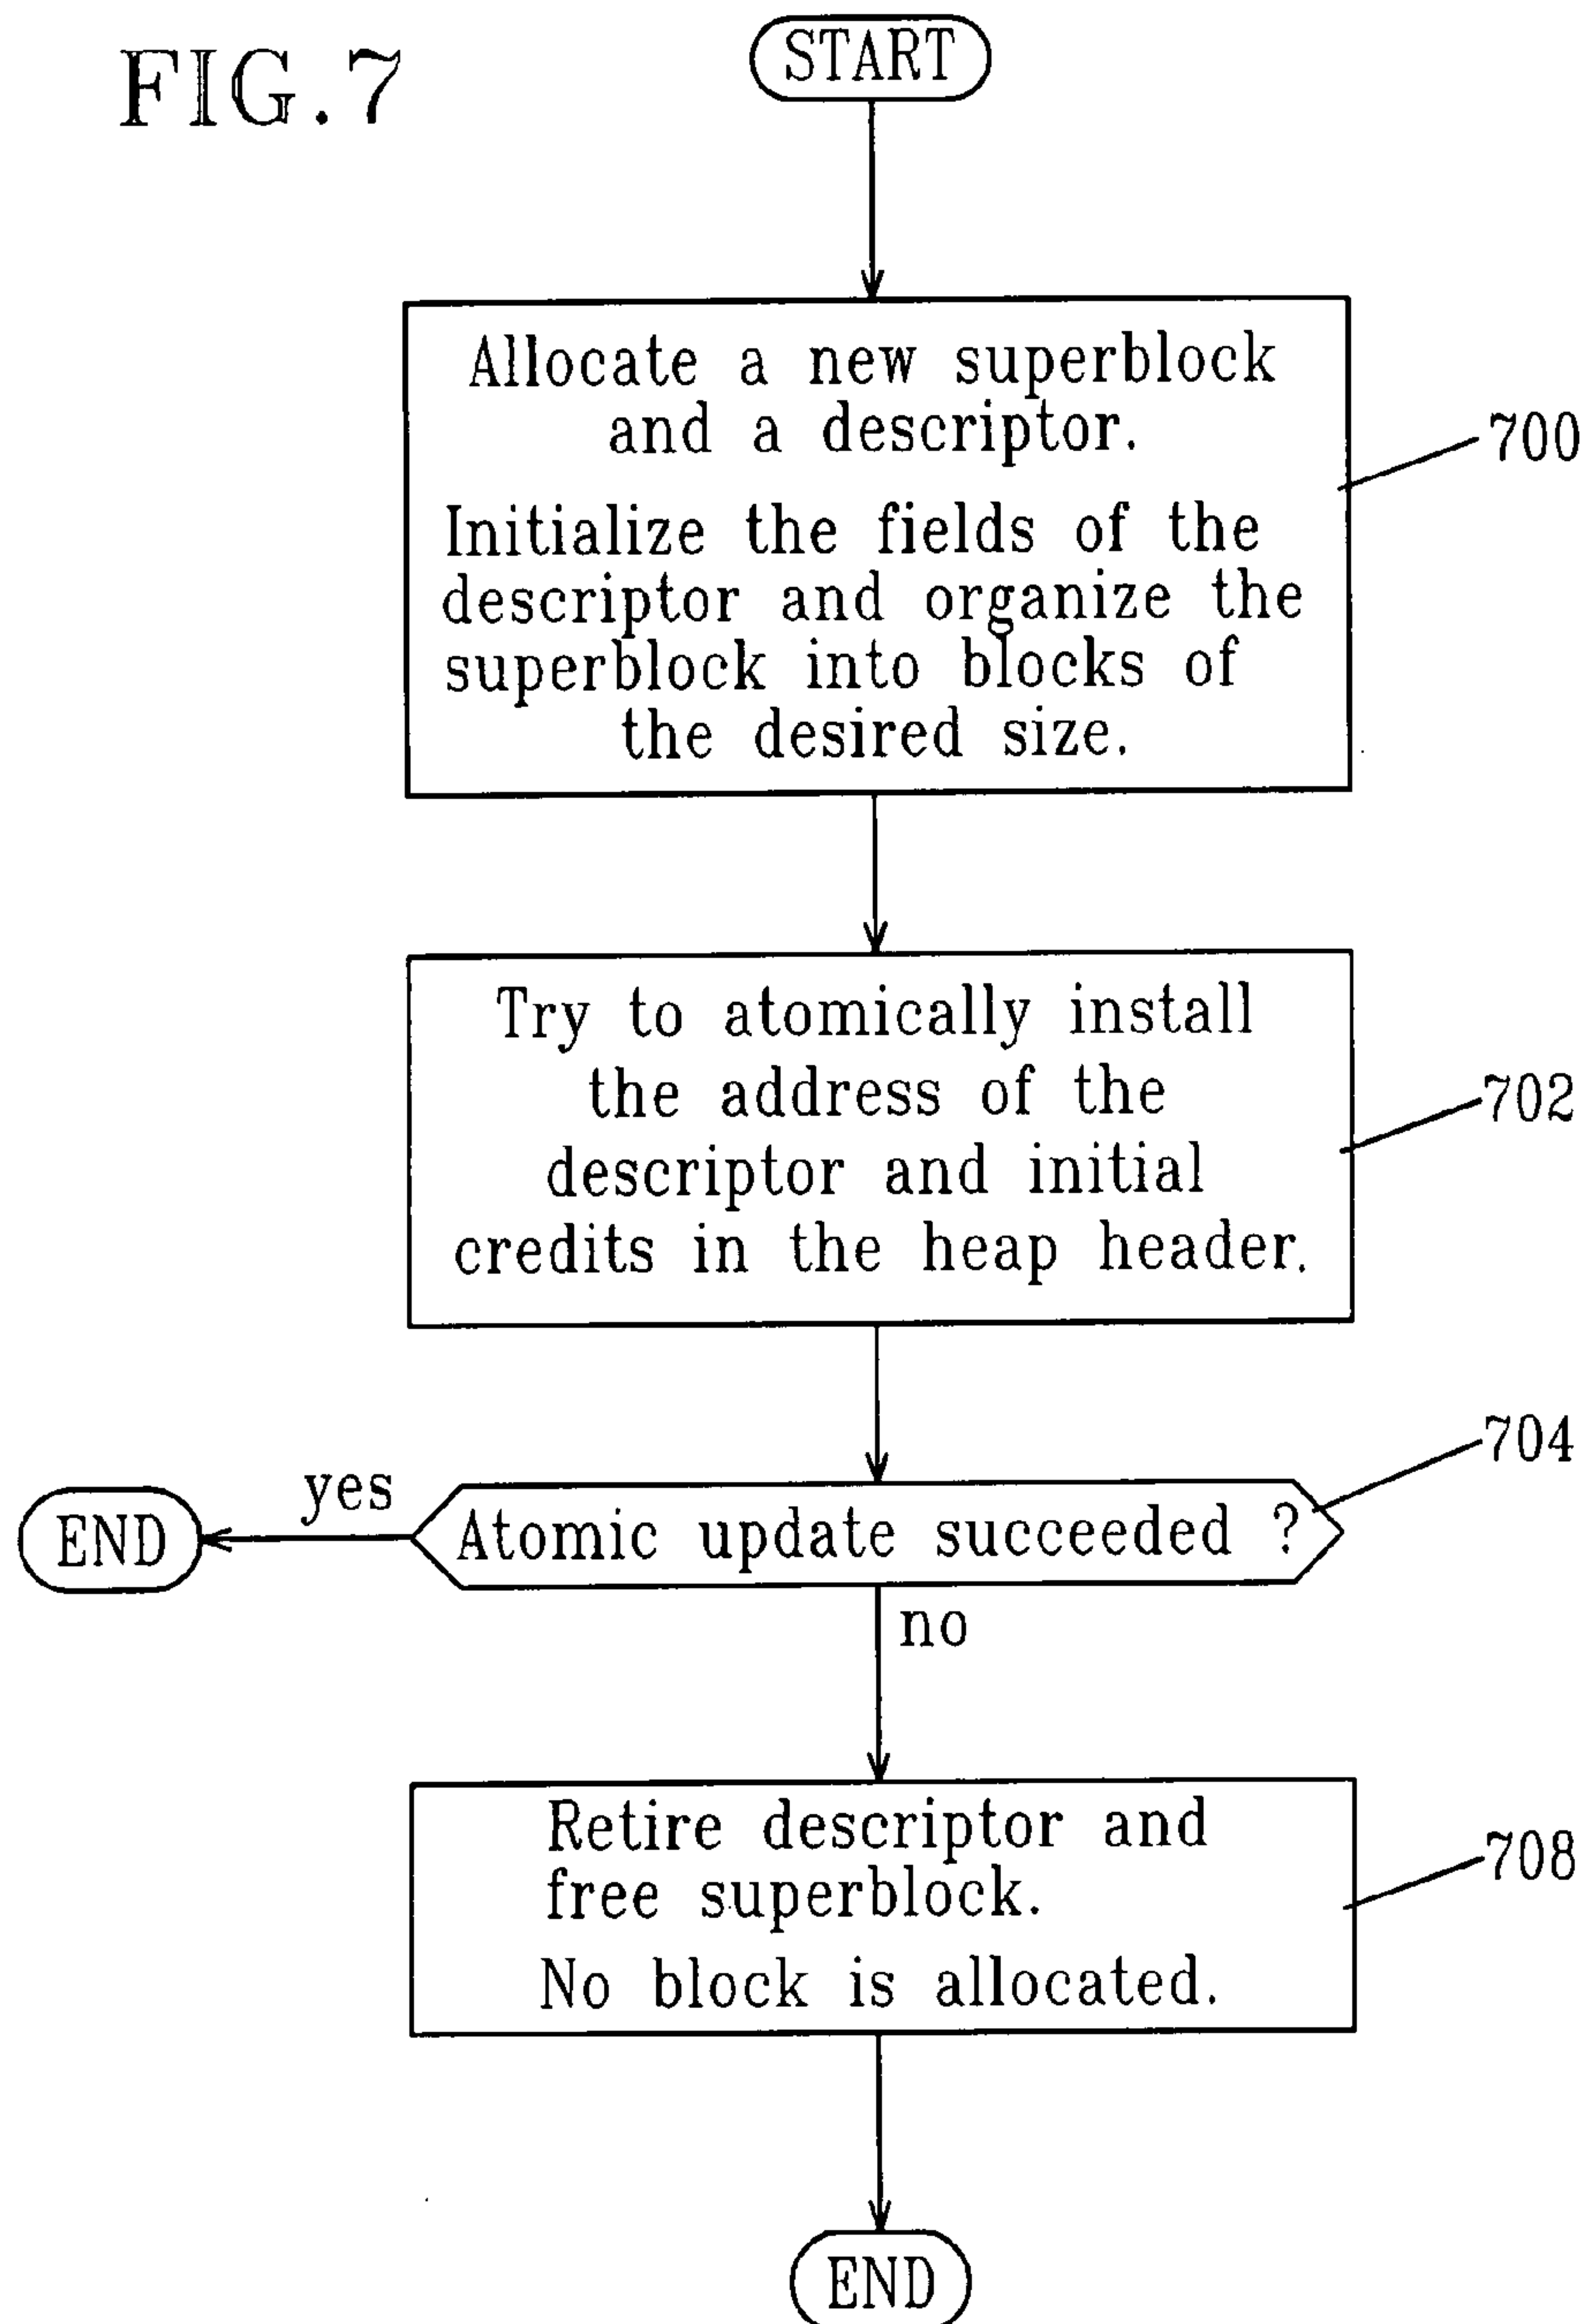 FIG. 7
START
Allocate a new superblock
and a descriptor.
Initialize the fields of the
descriptor and organize the
superblock into blocks of
the desired size.
700
Try to atomically install
the address of the
descriptor and initial
credits in the heap header.
702
704
yes
END
Atomic update succeeded ?
no
Retire descriptor and
free superblock.
No block is allocated.
708
END